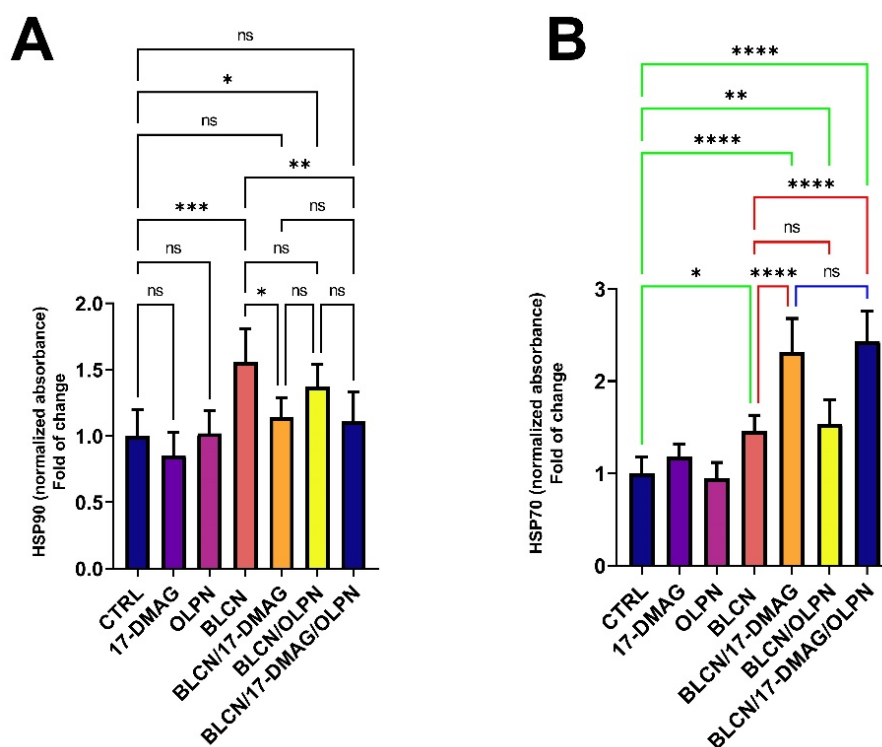 A
ns
*
ns
**
***
ns
ns
ns
ns
*
ns
ns
HSP90 (normalized absorbance)
Fold of change
2.0
1.5
1.0
0.5
0.0
CTRL
17-DMAG
OLPN
BLCN
BLCN/17-DMAG
BLCN/OLPN
BLCN/17-DMAG/OLPN
B
****
**
****
****
ns
*
****
ns
HSP70 (normalized absorbance)
Fold of change
3
2
1
0
CTRL
17-DMAG
OLPN
BLCN
BLCN/17-DMAG
BLCN/OLPN
BLCN/17-DMAG/OLPN